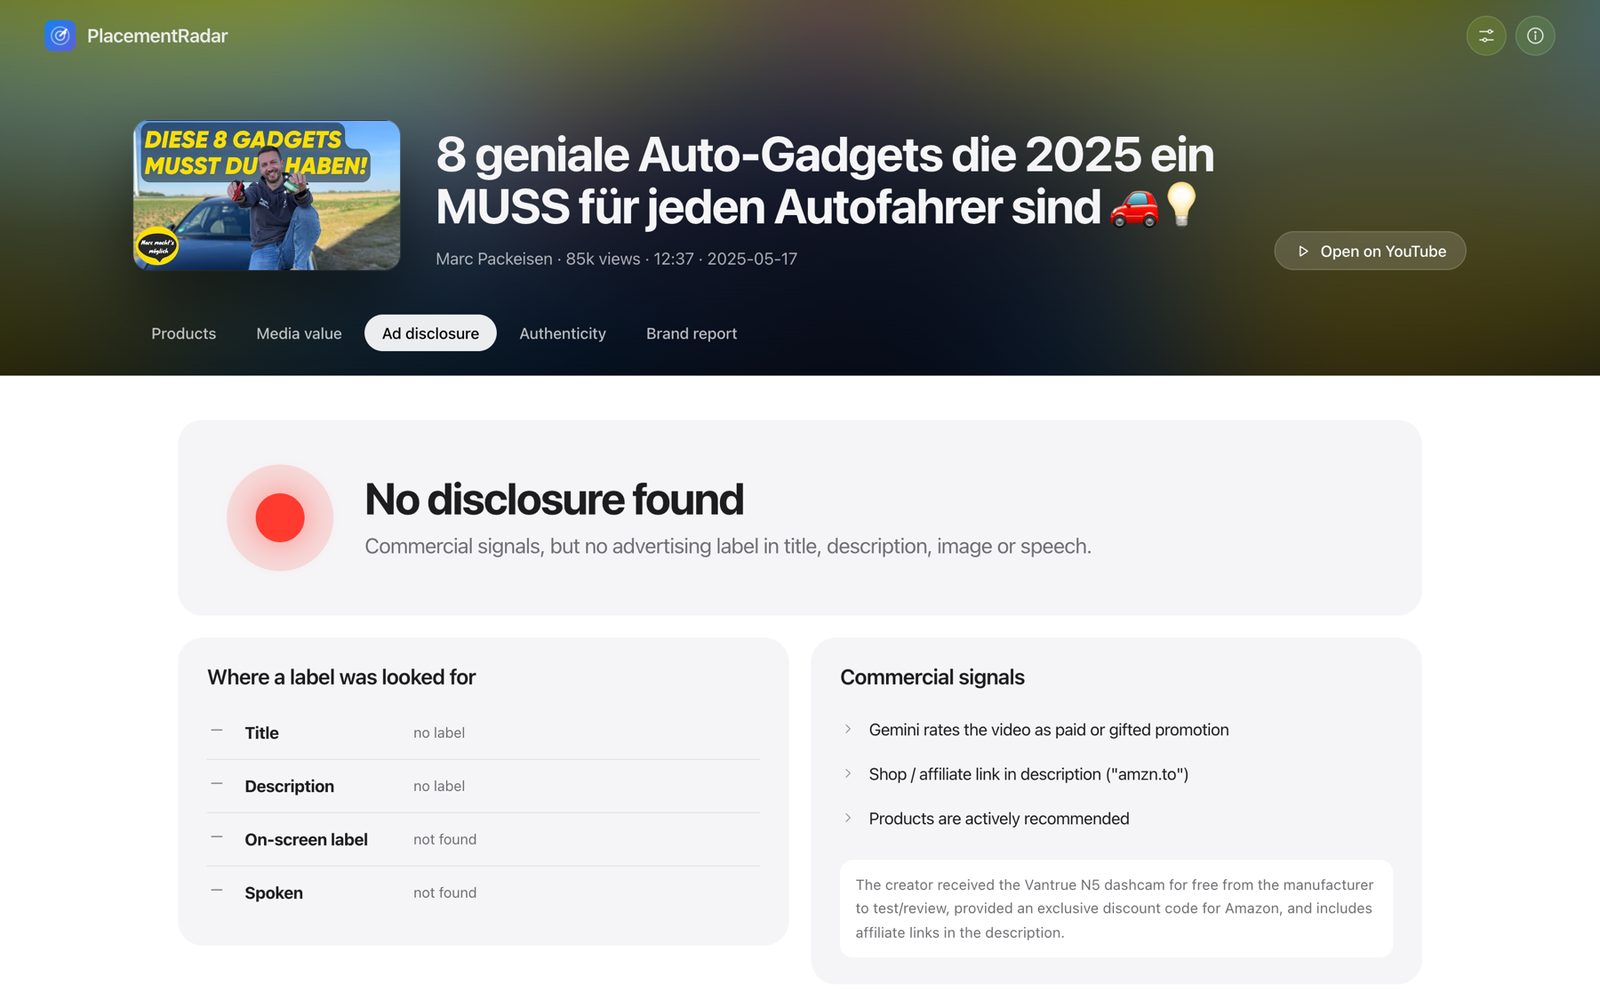 PlacementRadar
DIESE 8 GADGETS
MUSST DU HABEN!
Marc macht's
möglich
8 geniale Auto-Gadgets die 2025 ein
MUSS für jeden Autofahrer sind 🚗💡
Marc Packeisen · 85k views · 12:37 · 2025-05-17
Open on YouTube
Products
Media value
Ad disclosure
Authenticity
Brand report
No disclosure found
Commercial signals, but no advertising label in title, description, image or speech.
Where a label was looked for
Title no label
Description no label
On-screen label not found
Spoken not found
Commercial signals
Gemini rates the video as paid or gifted promotion
Shop / affiliate link in description ("amzn.to")
Products are actively recommended
The creator received the Vantrue N5 dashcam for free from the manufacturer
to test/review, provided an exclusive discount code for Amazon, and includes
affiliate links in the description.